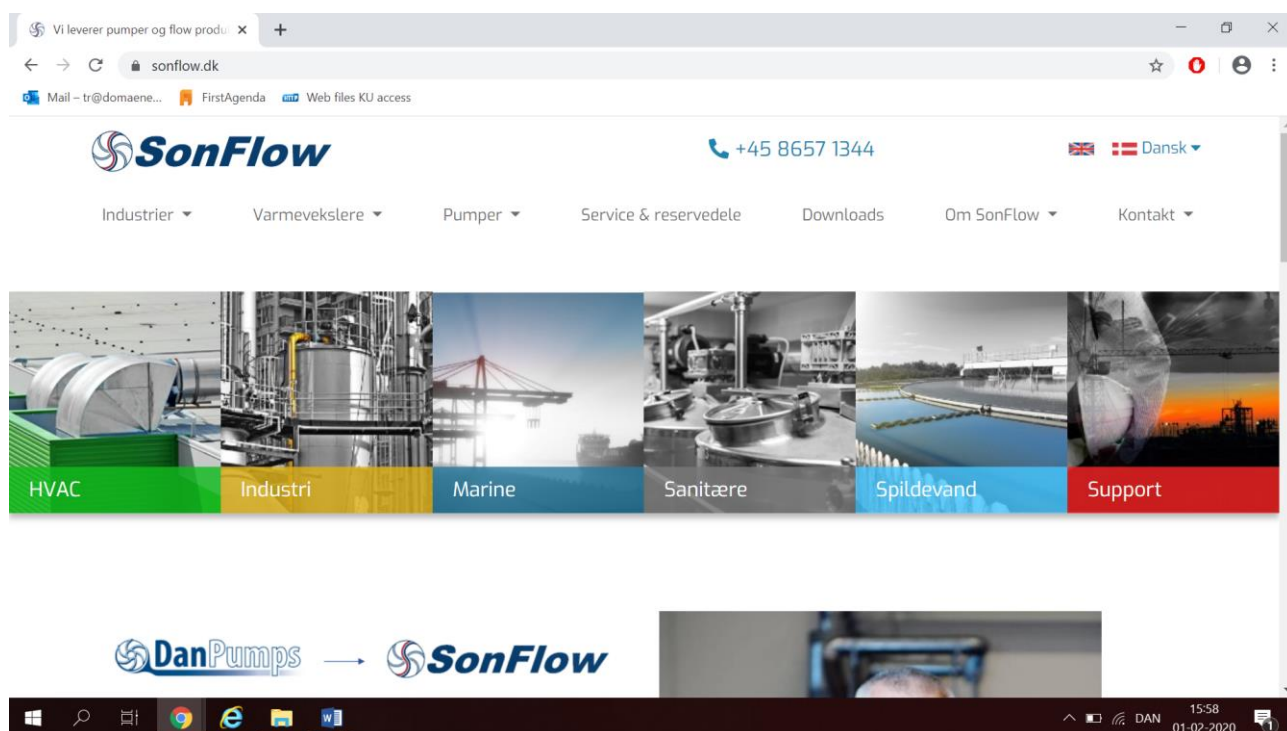 Vi leverer pumper og flow produ
sonflow.dk
Mail – tr@domaene... FirstAgenda Web files KU access
SonFlow +45 8657 1344 Dansk
Industrier Varmevekslere Pumper Service & reservedele Downloads Om SonFlow Kontakt
HVAC Industri Marine Sanitære Spildevand Support
DanPumps → SonFlow
DAN 15:58
01-02-2020